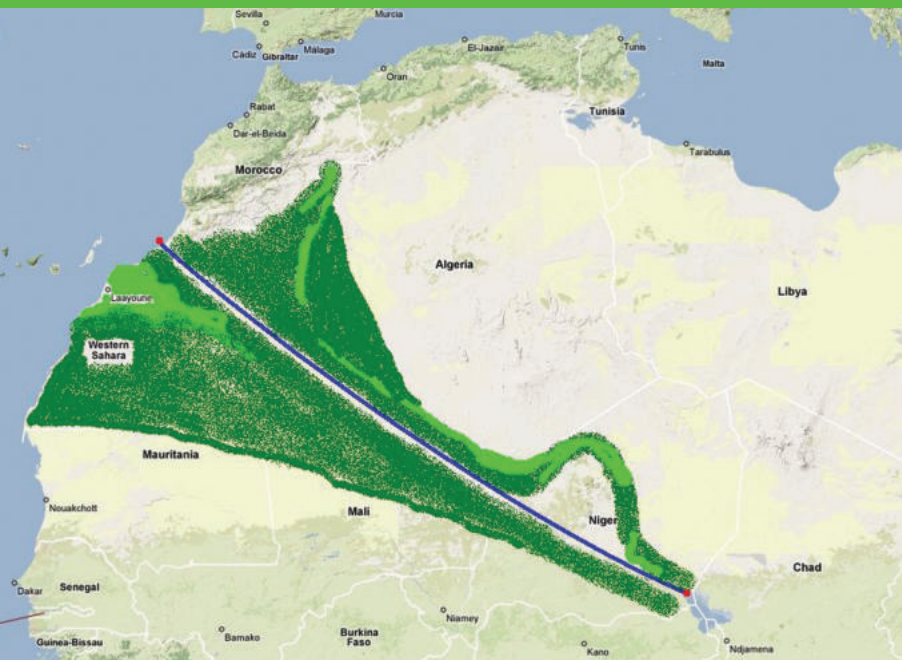 Sevilla
Murcia
Cádiz
Gibraltar
Málaga
El-Jazair
Tunis
Malta
Oran
Rabat
Dar-el-Beida
Tunisia
Tarabulus
Morocco
Algeria
Libya
Laayoune
Western
Sahara
Mauritania
Nouakchott
Mali
Niger
Chad
Dakar
Senegal
Niamey
Guinea-Bissau
Bamako
Burkina
Faso
Kano
Ndjamena